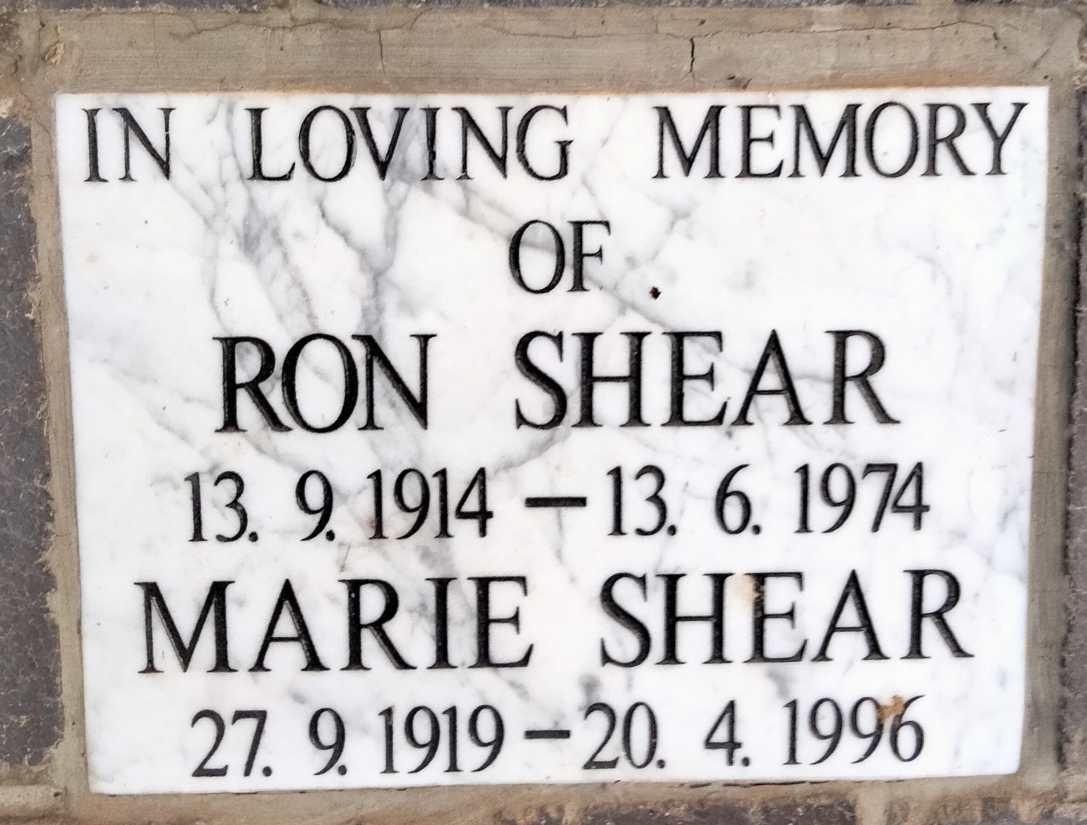 IN LOVING MEMORY
OF
RON SHEAR
13. 9. 1914 – 13. 6. 1974
MARIE SHEAR
27. 9. 1919 – 20. 4. 1996